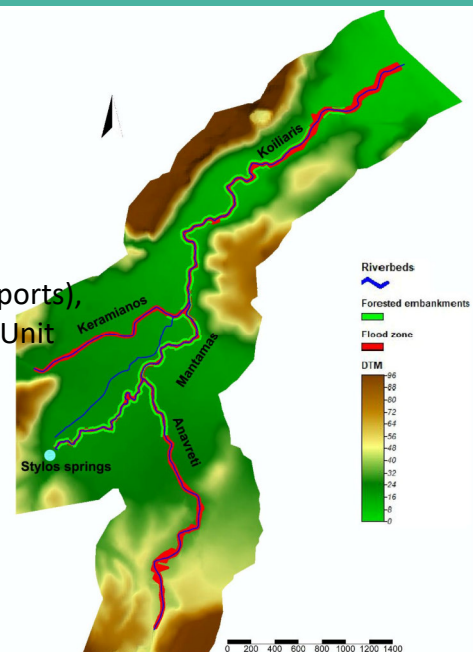 Koiliaris
ports),
Unit
Keramianos
Mantamas
Anavreti
Stylos springs
Riverbeds
Forested embankments
Flood zone
DTM
96
88
80
72
64
56
48
40
32
24
16
8
0
0 200 400 600 800 1000 1200 1400